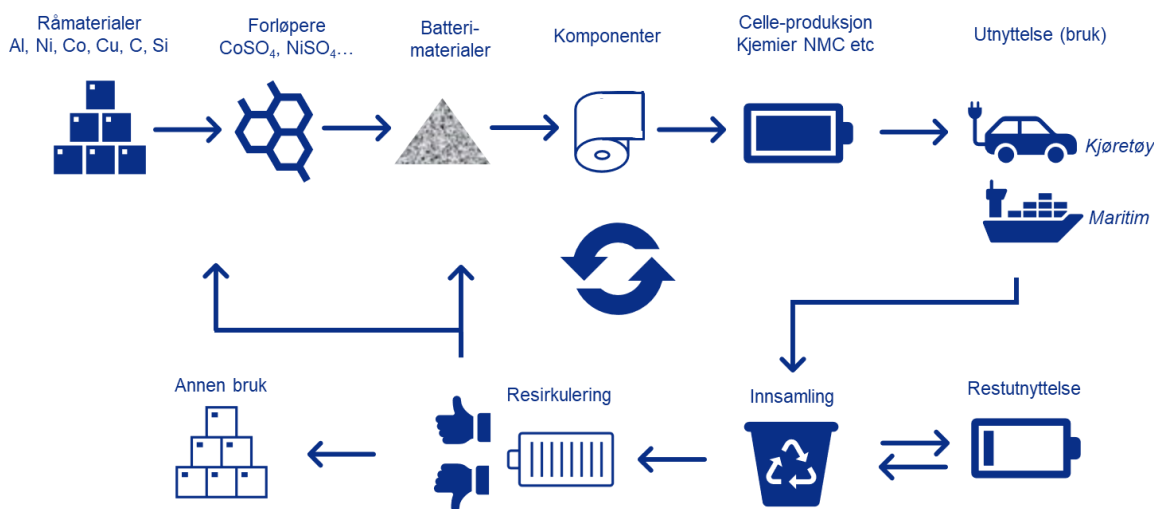 Råmaterialer
Al, Ni, Co, Cu, C, Si
Forløpere
CoSO₄, NiSO₄…
Batteri-
materialer
Komponenter
Celle-produksjon
Kjemier NMC etc
Utnyttelse (bruk)
Kjøretøy
Maritim
Annen bruk
Resirkulering
Innsamling
Restutnyttelse